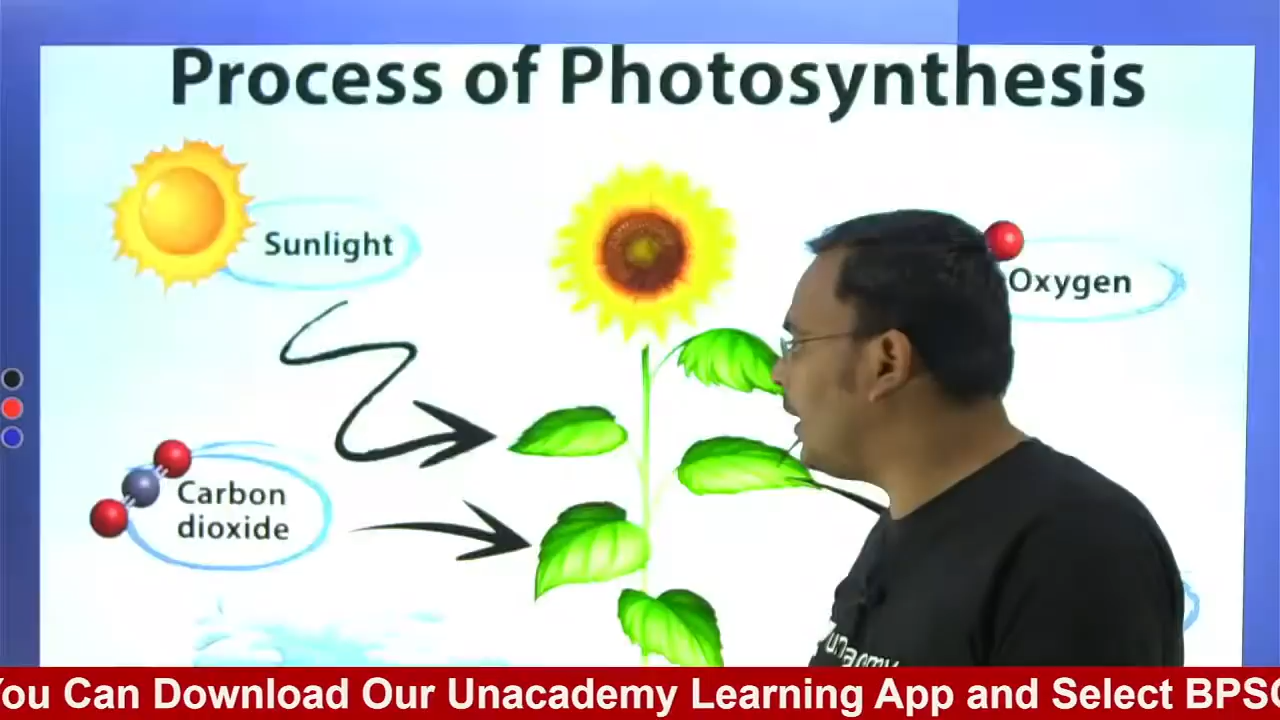 Process of Photosynthesis
Sunlight
Oxygen
Carbon
dioxide
You Can Download Our Unacademy Learning App and Select BPSC